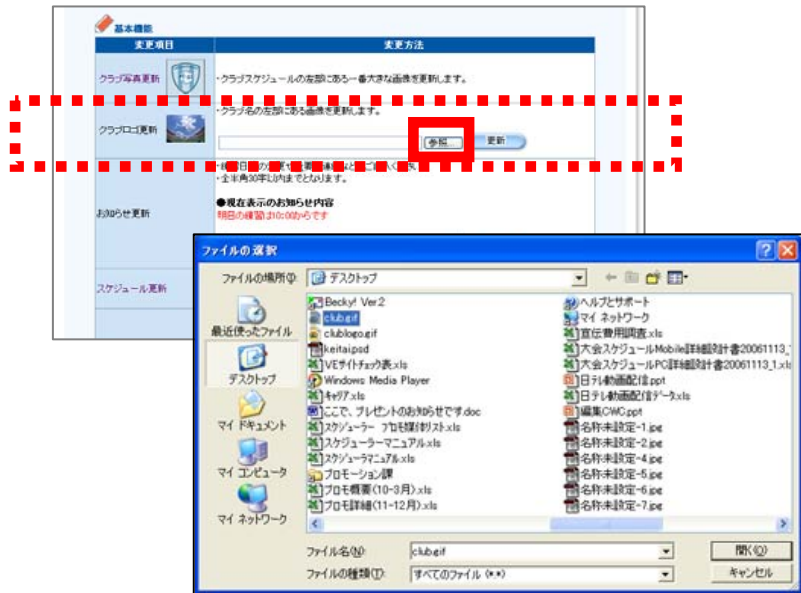 基本機能
変更項目 変更方法
クラブ写真更新 ・クラブスケジュールの左部にある一番大きな画像を更新します。
・クラブ名の左部にある画像を更新します。
クラブロゴ更新 参照... 更新
・全半角30字以内までとなります。
お知らせ更新
●現在表示のお知らせ内容
明日の練習は10:00からです
スケジュール更新
ファイルの選択
ファイルの場所(I): デスクトップ
最近使ったファイル
デスクトップ
マイ ドキュメント
マイ コンピュータ
マイ ネットワーク
Becky! Ver.2
club.gif
clublogo.gif
keitai.psd
VEサイトチェック表.xls
Windows Media Player
キャリア.xls
ここで、プレゼントのお知らせです.doc
スケジューラー プロモ媒体リスト.xls
スケジューラーマニュアル.xls
スケジューラマニュアル.xls
プロモーション課
プロモ概要(10-3月).xls
プロモ詳細(11-12月).xls
ヘルプとサポート
マイ ネットワーク
宣伝費用調査.xls
大会スケジュールMobile詳細設計書20061113_
大会スケジュールPC詳細設計書20061113_1.xls
日テレ動画配信.ppt
日テレ動画配信データ.xls
編集CWC.ppt
名称未設定-1.jpg
名称未設定-2.jpg
名称未設定-4.jpg
名称未設定-5.jpg
名称未設定-6.jpg
名称未設定-7.jpg
ファイル名(N): club.gif 開く(O)
ファイルの種類(T): すべてのファイル (*.*) キャンセル